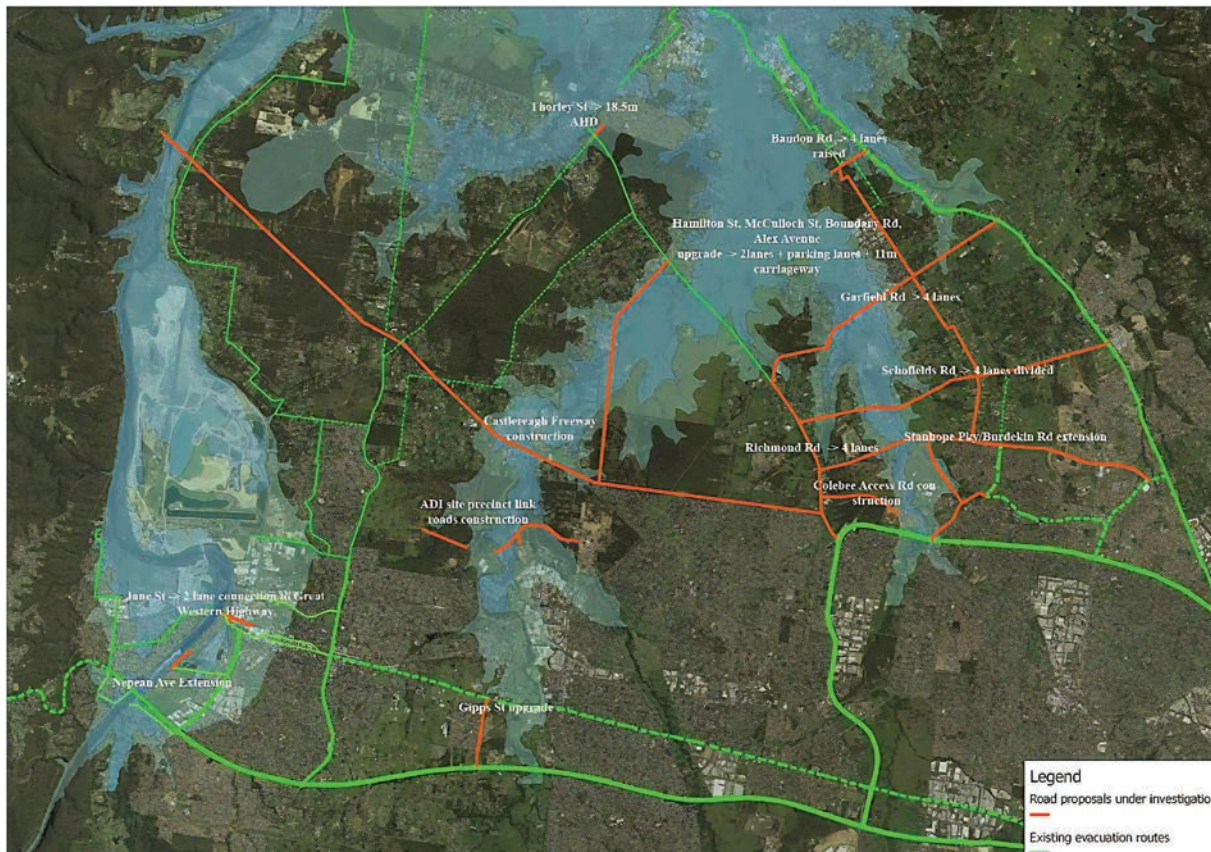 Thorley St -> 18.5m
AHD
Baudon Rd -> 4 lanes
raised
Hamilton St, McCulloch St, Boundary Rd,
Alex Avenue
upgrade -> 2lanes + parking lanes + 11m
carriageway
Garfield Rd -> 4 lanes
Schofields Rd -> 4 lanes divided
Castlereagh Freeway
construction
Richmond Rd -> 4 lanes
Stanhope Pky/Burdekin Rd extension
Colebee Access Rd con
struction
ADI site precinct link
roads construction
Jane St -> 2 lane connection to Great
Western Highway
Nepean Ave Extension
Gipps St upgrade
Legend
Road proposals under investigatio
Existing evacuation routes